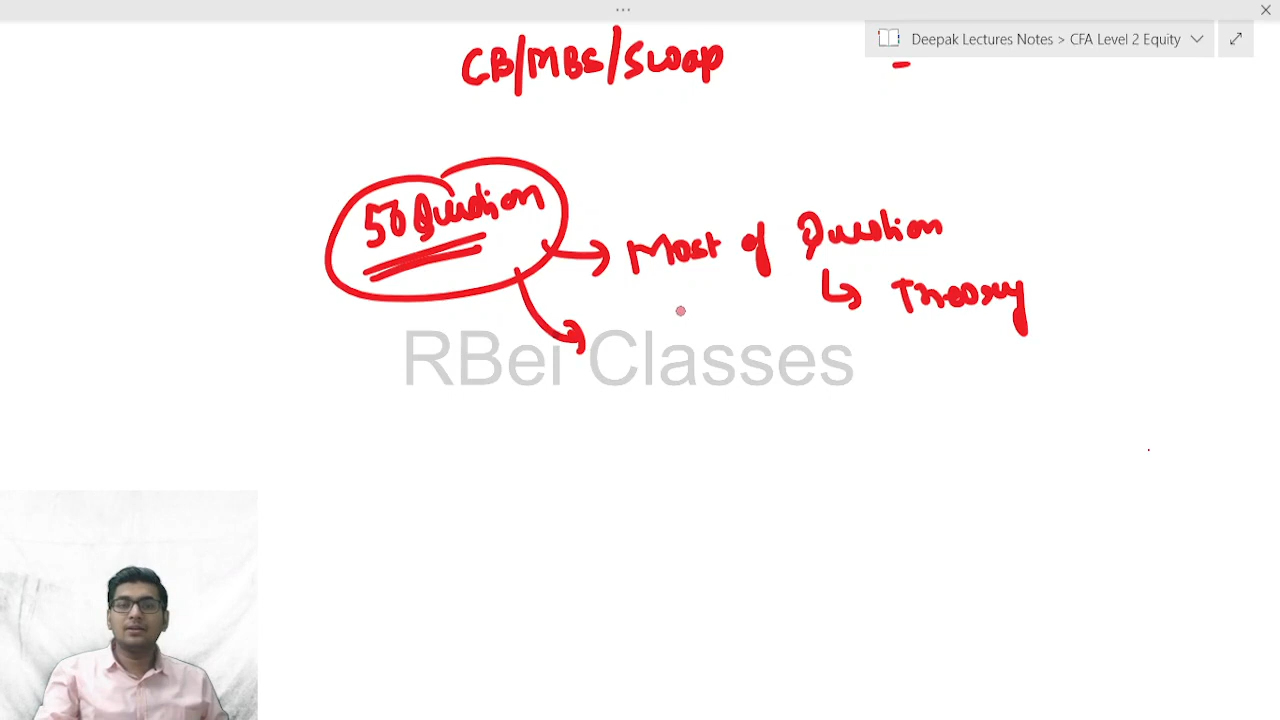 Deepak Lectures Notes > CFA Level 2 Equity
CB/MBS/Swap
50 Question
Most of Question
Theory
RBei Classes